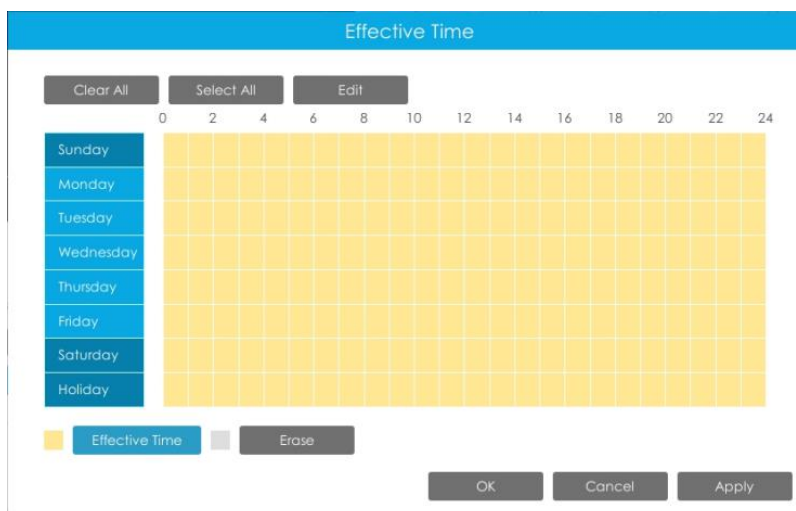 Effective Time
Clear All Select All Edit
0 2 4 6 8 10 12 14 16 18 20 22 24
Sunday
Monday
Tuesday
Wednesday
Thursday
Friday
Saturday
Holiday
Effective Time Erase
OK Cancel Apply